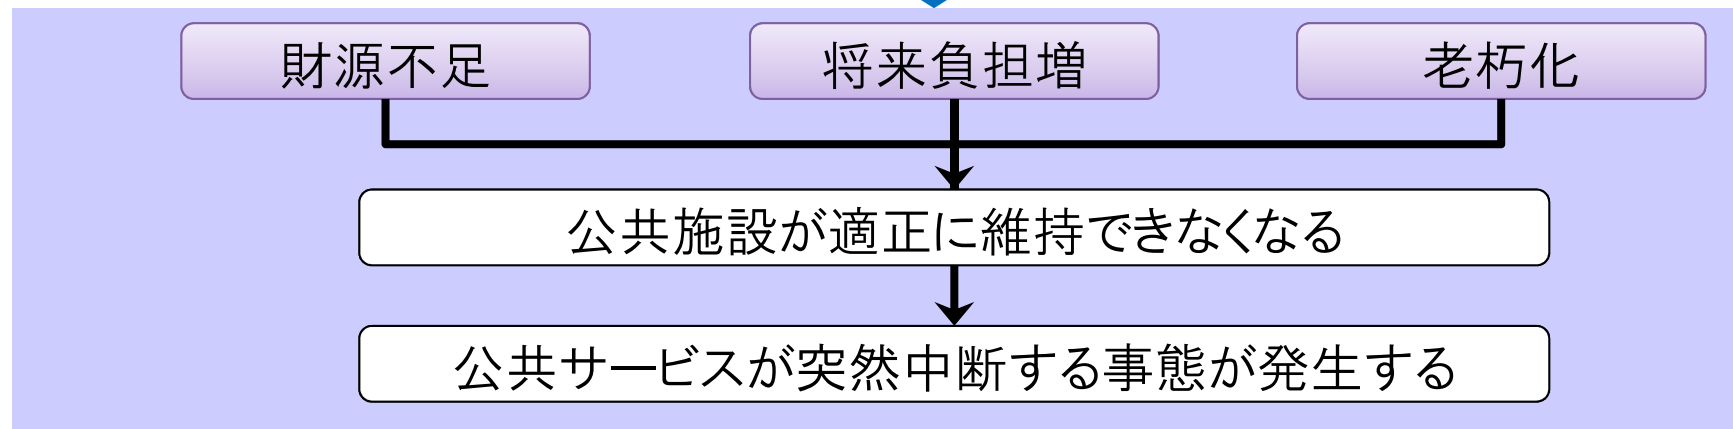 財源不足
将来負担増
老朽化
公共施設が適正に維持できなくなる
公共サービスが突然中断する事態が発生する